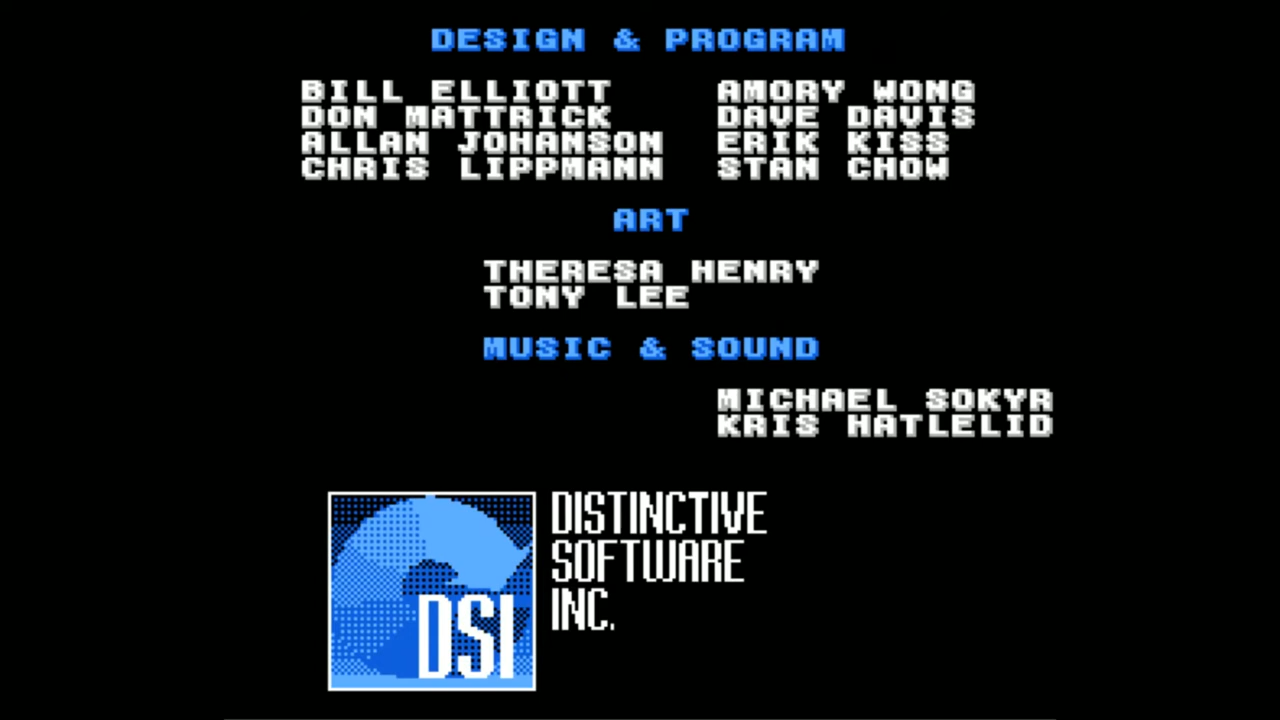 DESIGN & PROGRAM
BILL ELLIOTT AMORY WONG
DON MATTRICK DAVE DAVIS
ALLAN JOHANSON ERIK KISS
CHRIS LIPPMANN STAN CHOW
ART
THERESA HENRY
TONY LEE
MUSIC & SOUND
MICHAEL SOKYR
KRIS HATLELID
DISTINCTIVE
SOFTWARE
INC.
DSI